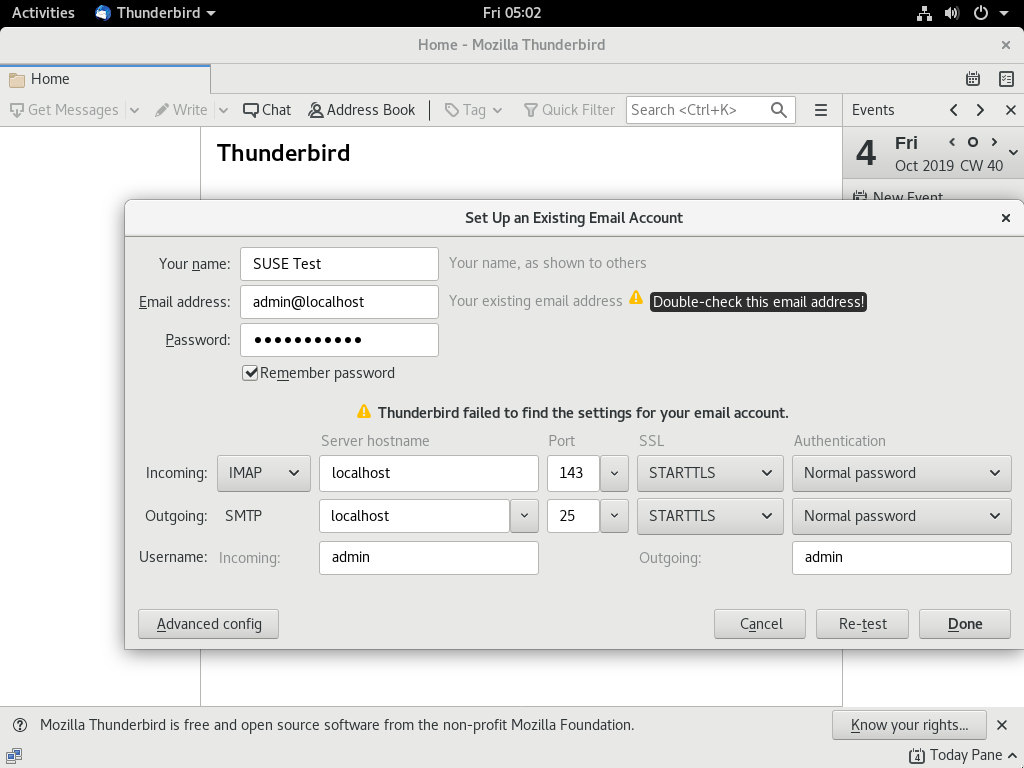 Activities Thunderbird Fri 05:02
Home - Mozilla Thunderbird
Home
Get Messages Write Chat Address Book Tag Quick Filter Search <Ctrl+K> Events
Thunderbird
4 Fri
Oct 2019 CW 40
New Event
Set Up an Existing Email Account
Your name: SUSE Test Your name, as shown to others
Email address: admin@localhost Your existing email address Double-check this email address!
Password: •••••••••••
Remember password
Thunderbird failed to find the settings for your email account.
Server hostname Port SSL Authentication
Incoming: IMAP localhost 143 STARTTLS Normal password
Outgoing: SMTP localhost 25 STARTTLS Normal password
Username: Incoming: admin Outgoing: admin
Advanced config Cancel Re-test Done
Mozilla Thunderbird is free and open source software from the non-profit Mozilla Foundation. Know your rights...
4 Today Pane